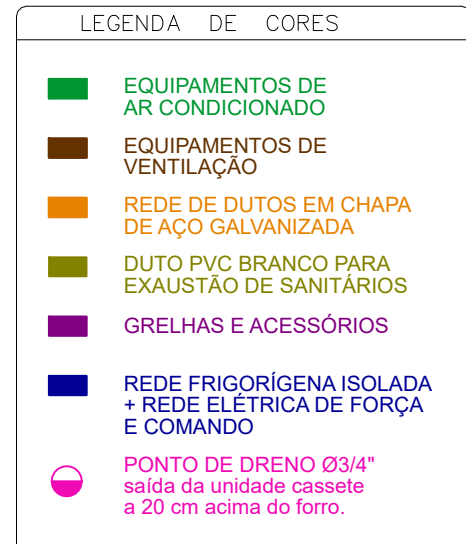 LEGENDA DE CORES
EQUIPAMENTOS DE
AR CONDICIONADO
EQUIPAMENTOS DE
VENTILAÇÃO
REDE DE DUTOS EM CHAPA
DE AÇO GALVANIZADA
DUTO PVC BRANCO PARA
EXAUSTÃO DE SANITÁRIOS
GRELHAS E ACESSÓRIOS
REDE FRIGORÍGENA ISOLADA
+ REDE ELÉTRICA DE FORÇA
E COMANDO
PONTO DE DRENO Ø3/4"
saída da unidade cassete
a 20 cm acima do forro.